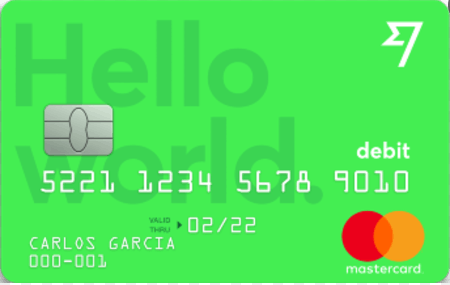 Hello
world.
debit
5221 1234 5678 9010
VALID
THRU
02/22
CARLOS GARCIA
000-001
mastercard.